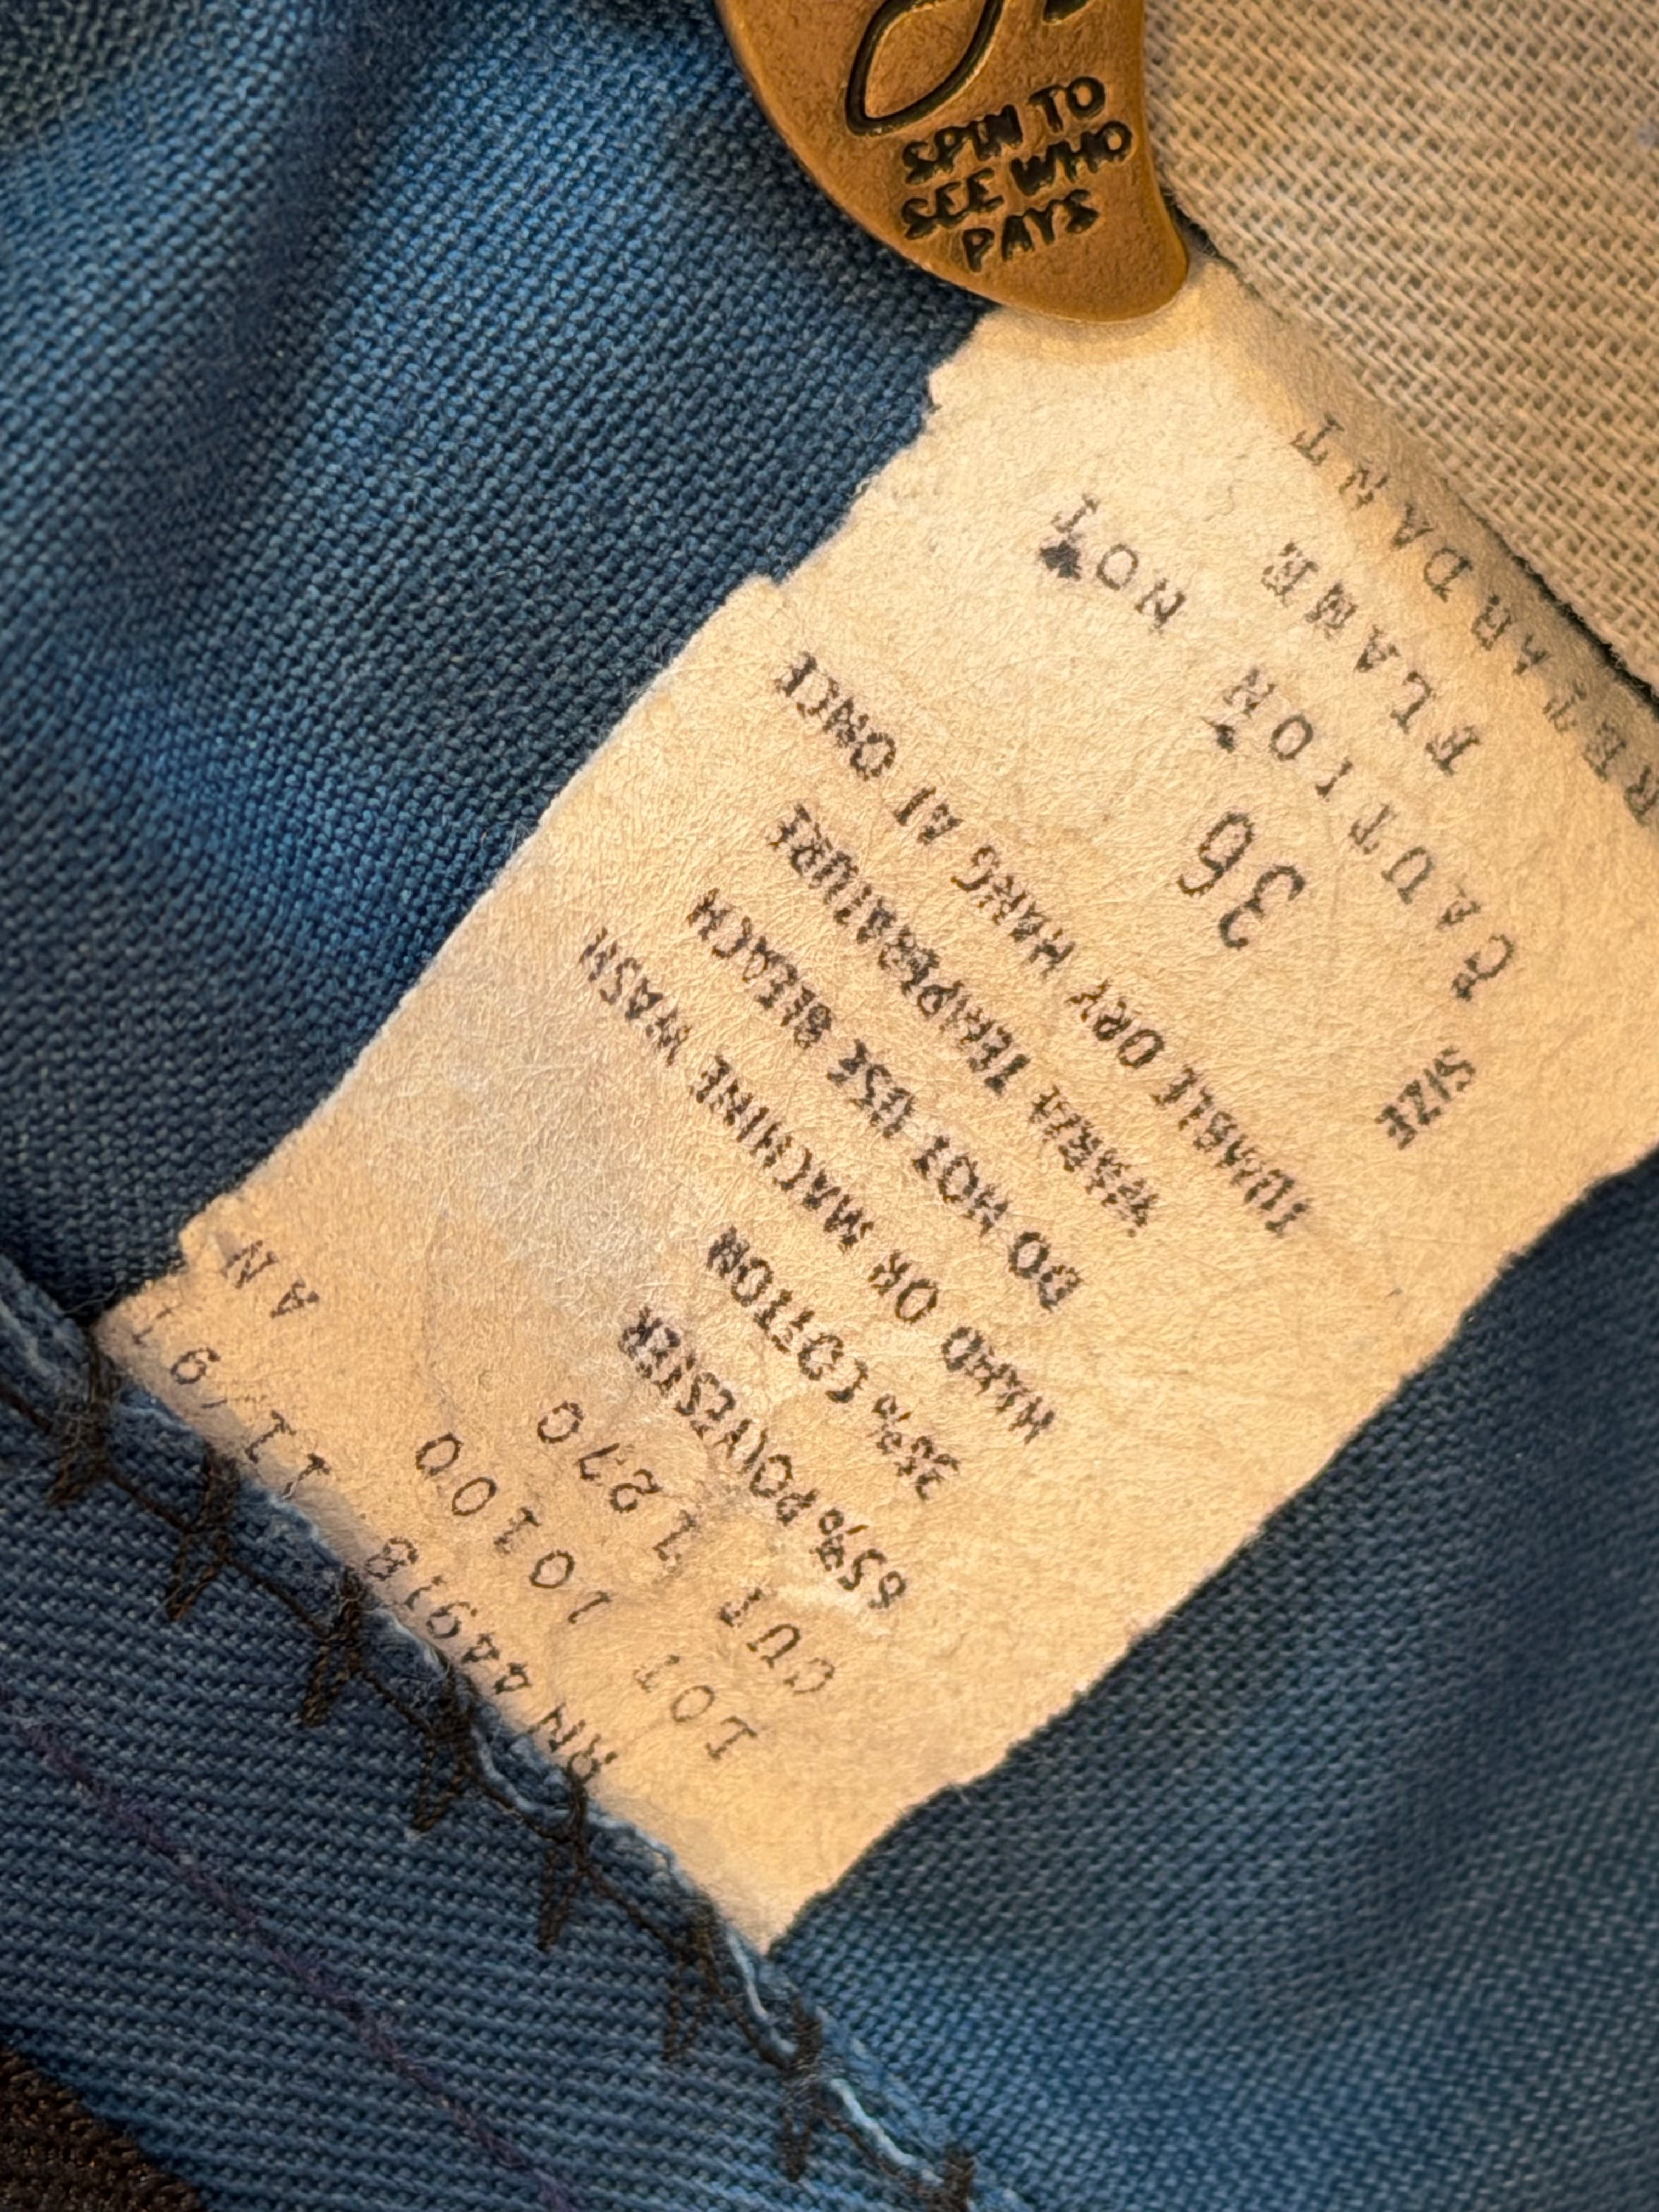 SPIN TO
SEE WHO
PAYS
RN 44918 11/91
LOT 10100 AN
CUT 1270
65% POLYESTER
35% COTTON
HAND OR MACHINE WASH
DO NOT USE BLEACH
WARM TEMPERATURE
TUMBLE DRY HANG AT ONCE
SIZE 36
CAUTION NOT
FLAME
RETARDANT